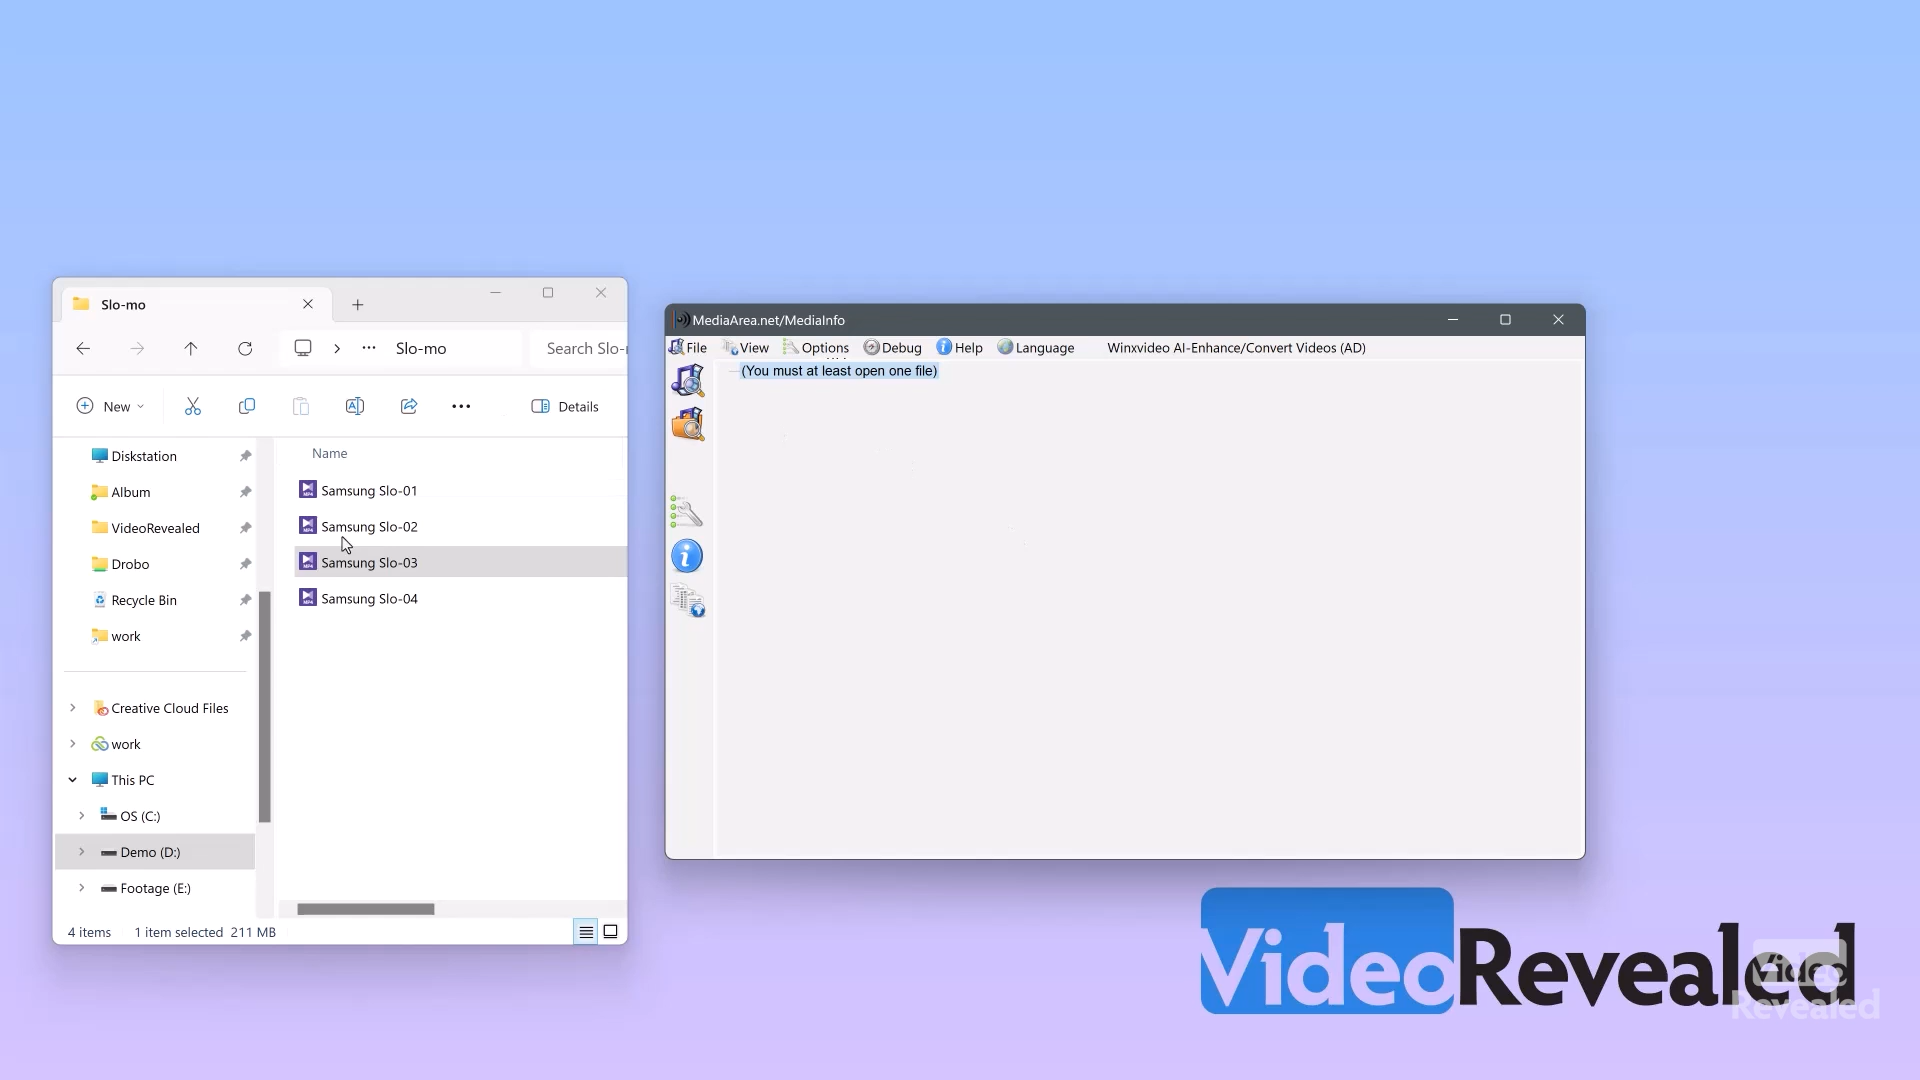 Slo-mo
Slo-mo
Search Slo-
New
Details
Diskstation
Album
VideoRevealed
Drobo
Recycle Bin
work
Creative Cloud Files
work
This PC
OS (C:)
Demo (D:)
Footage (E:)
Name
Samsung Slo-01
Samsung Slo-02
Samsung Slo-03
Samsung Slo-04
4 items 1 item selected 211 MB
MediaArea.net/MediaInfo
File View Options Debug Help Language Winxvideo AI-Enhance/Convert Videos (AD)
(You must at least open one file)
VideoRevealed
Video
Revealed